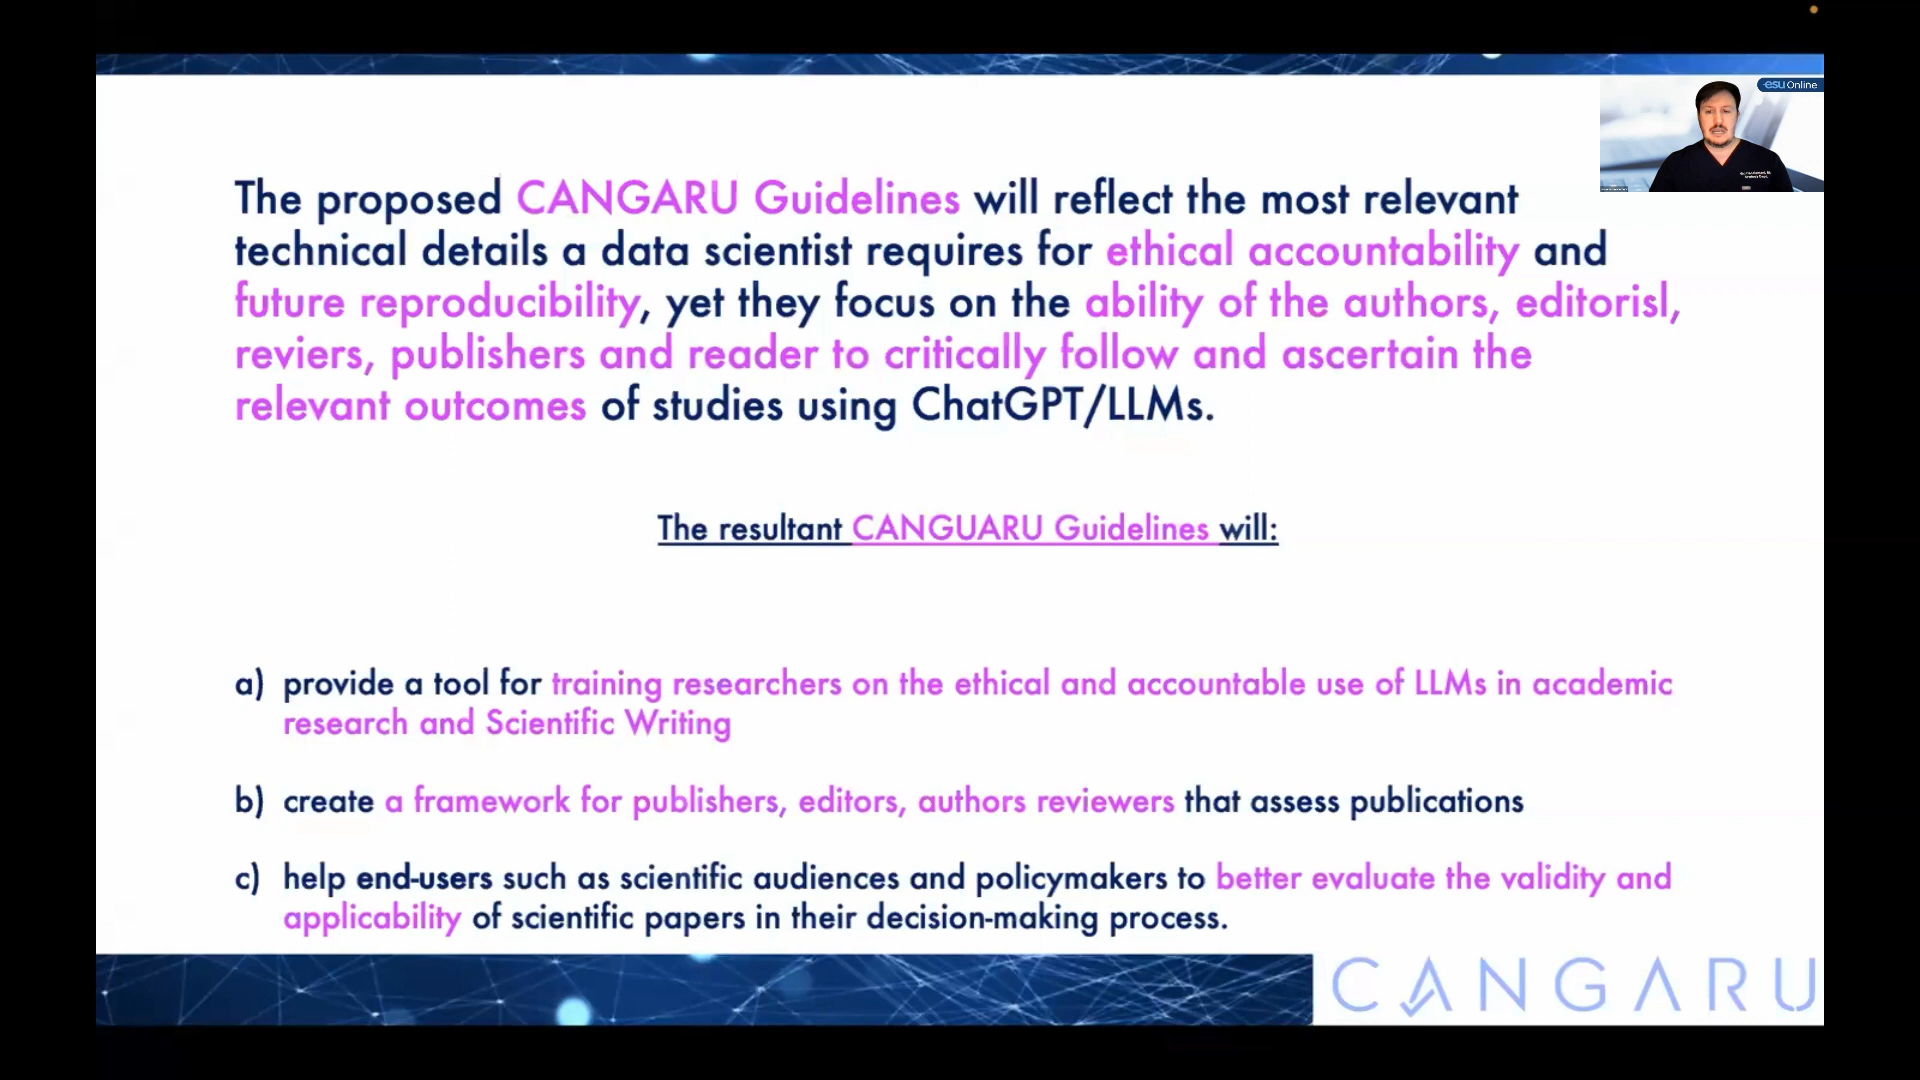 esu Online
The proposed CANGARU Guidelines will reflect the most relevant
technical details a data scientist requires for ethical accountability and
future reproducibility, yet they focus on the ability of the authors, editorisl,
reviers, publishers and reader to critically follow and ascertain the
relevant outcomes of studies using ChatGPT/LLMs.
The resultant CANGUARU Guidelines will:
a) provide a tool for training researchers on the ethical and accountable use of LLMs in academic
research and Scientific Writing
b) create a framework for publishers, editors, authors reviewers that assess publications
c) help end-users such as scientific audiences and policymakers to better evaluate the validity and
applicability of scientific papers in their decision-making process.
CANGARU